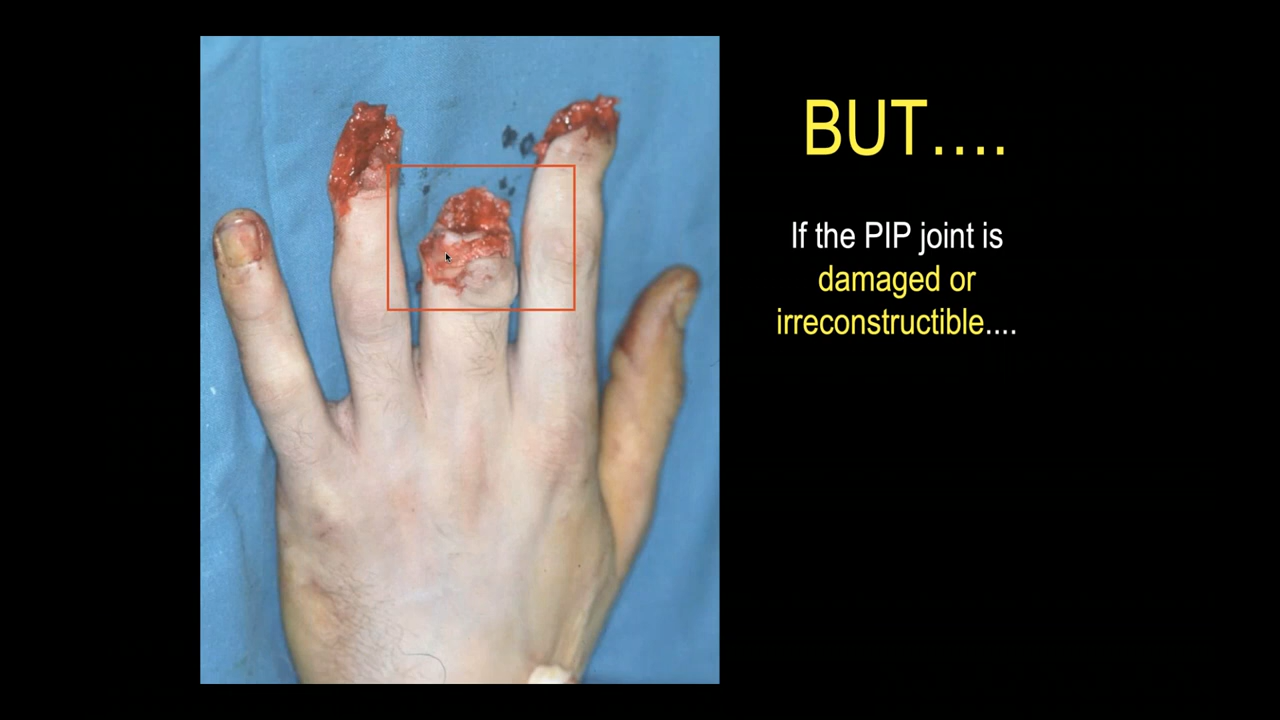 BUT....
If the PIP joint is
damaged or
irreconstructible....